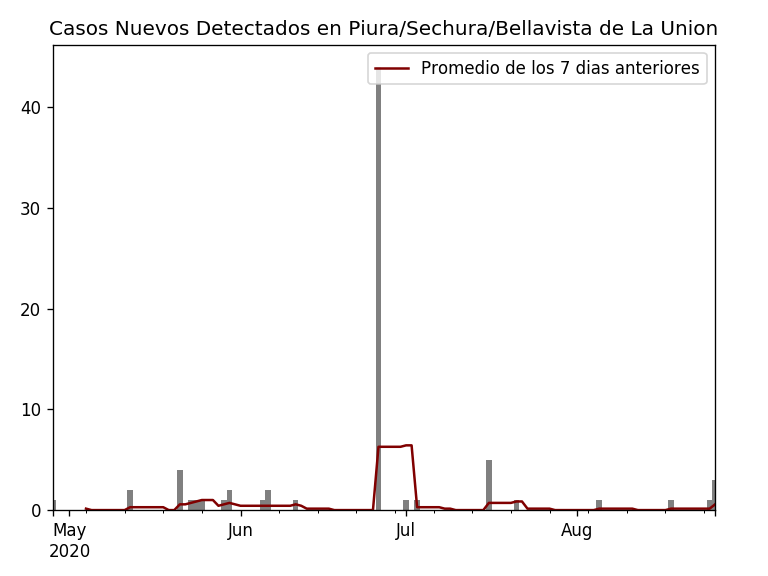 Casos Nuevos Detectados en Piura/Sechura/Bellavista de La Union
Promedio de los 7 dias anteriores
40
30
20
10
0
May Jun Jul Aug
2020